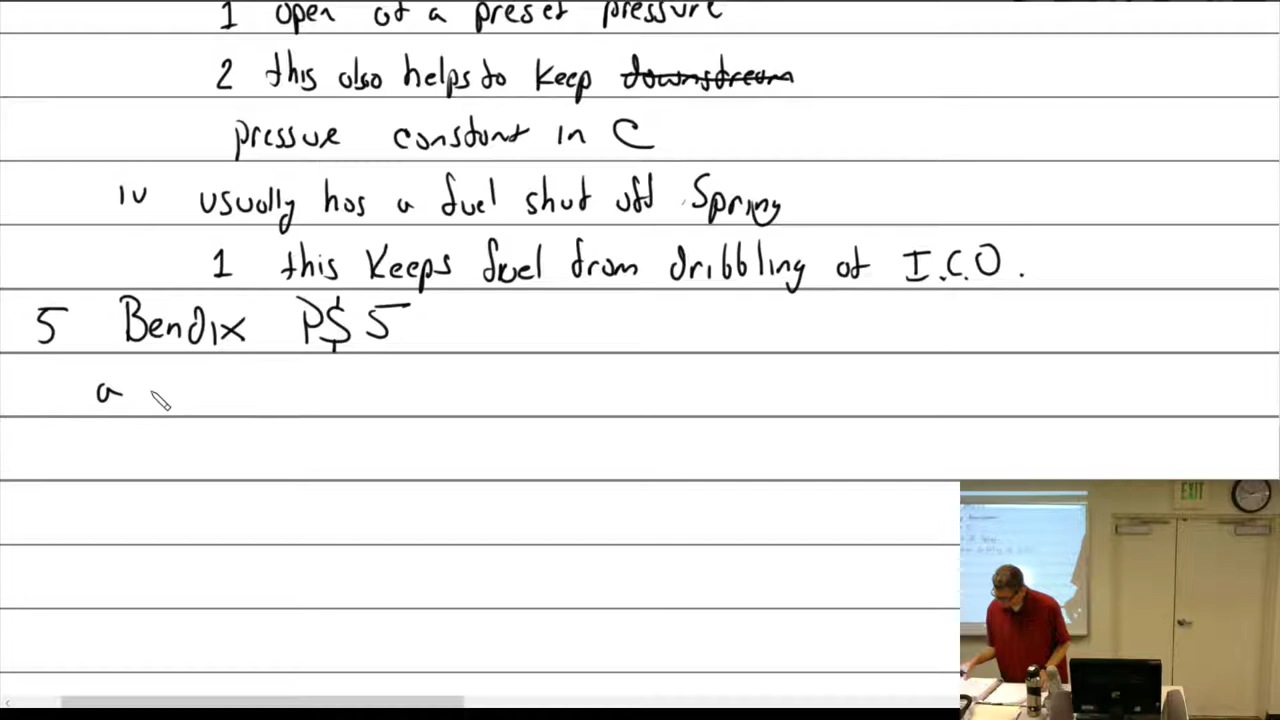 1 open at a preset pressure
2 this also helps to keep downstream
pressure constant in C
iv usually has a fuel shut off spring
1 this keeps fuel from dribbling at I.C.O.
5 Bendix PS 5
a
EXIT